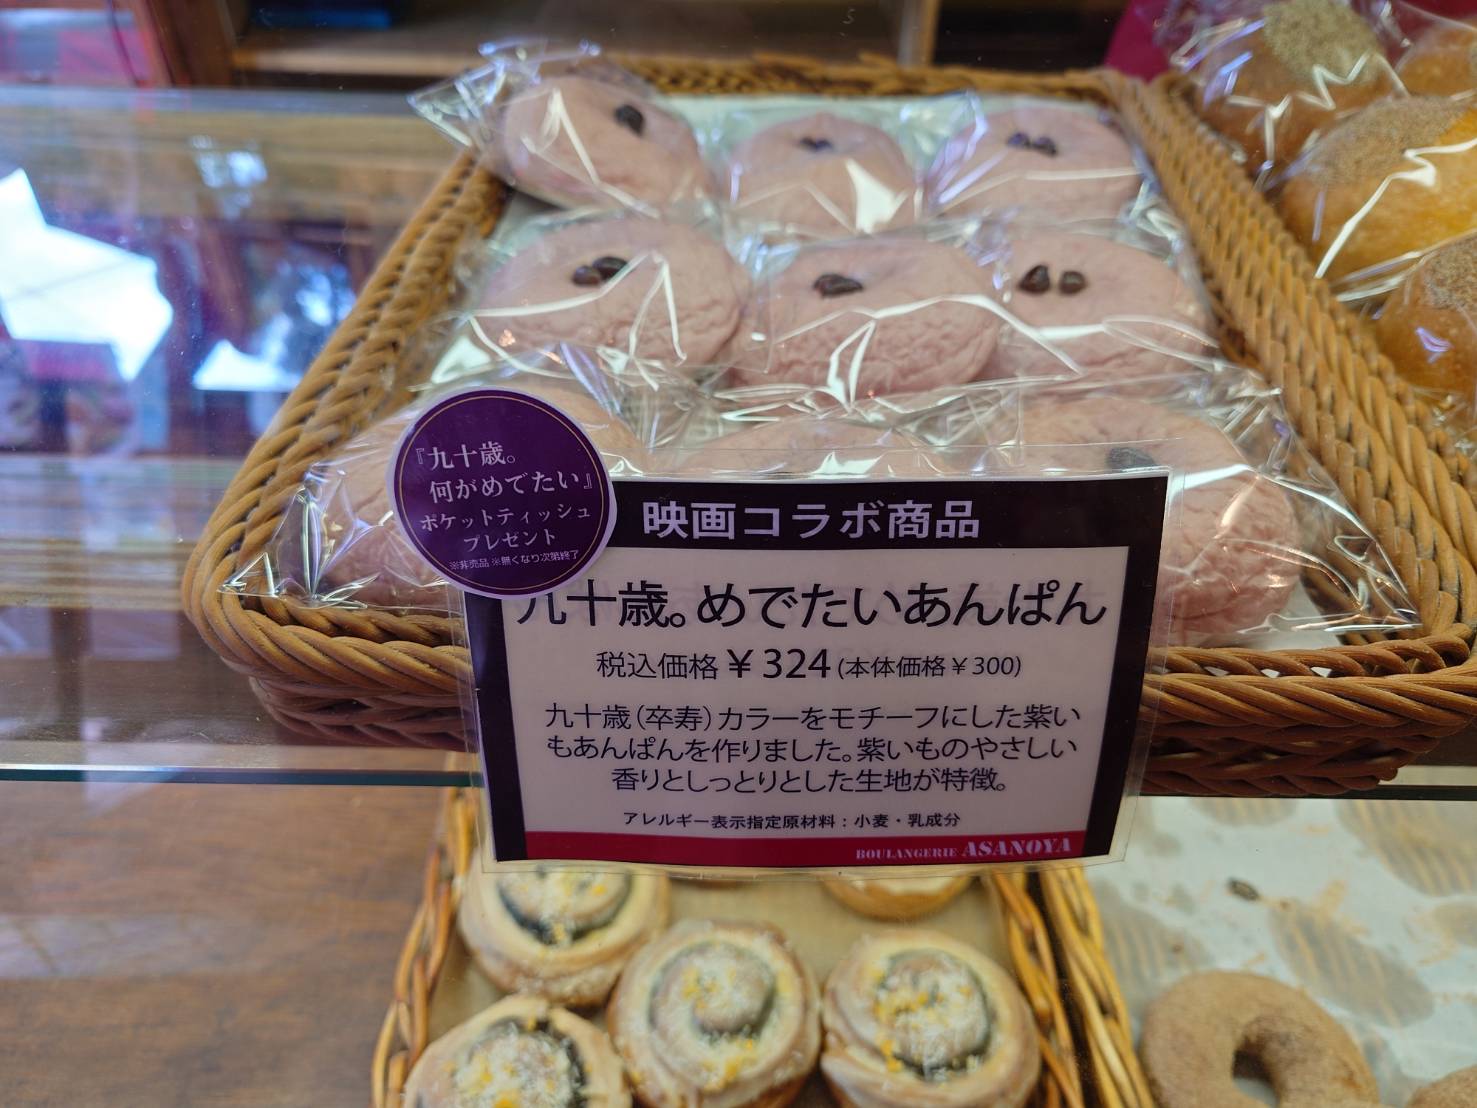 『九十歳。
何がめでたい』
ポケットティッシュ
プレゼント
※非売品 ※無くなり次第終了
映画コラボ商品
九十歳。めでたいあんぱん
税込価格 ¥ 324 (本体価格 ¥ 300)
九十歳(卒寿)カラーをモチーフにした紫い
もあんぱんを作りました。紫いものやさしい
香りとしっとりとした生地が特徴。
アレルギー表示指定原材料：小麦・乳成分
BOULANGERIE ASANOYA